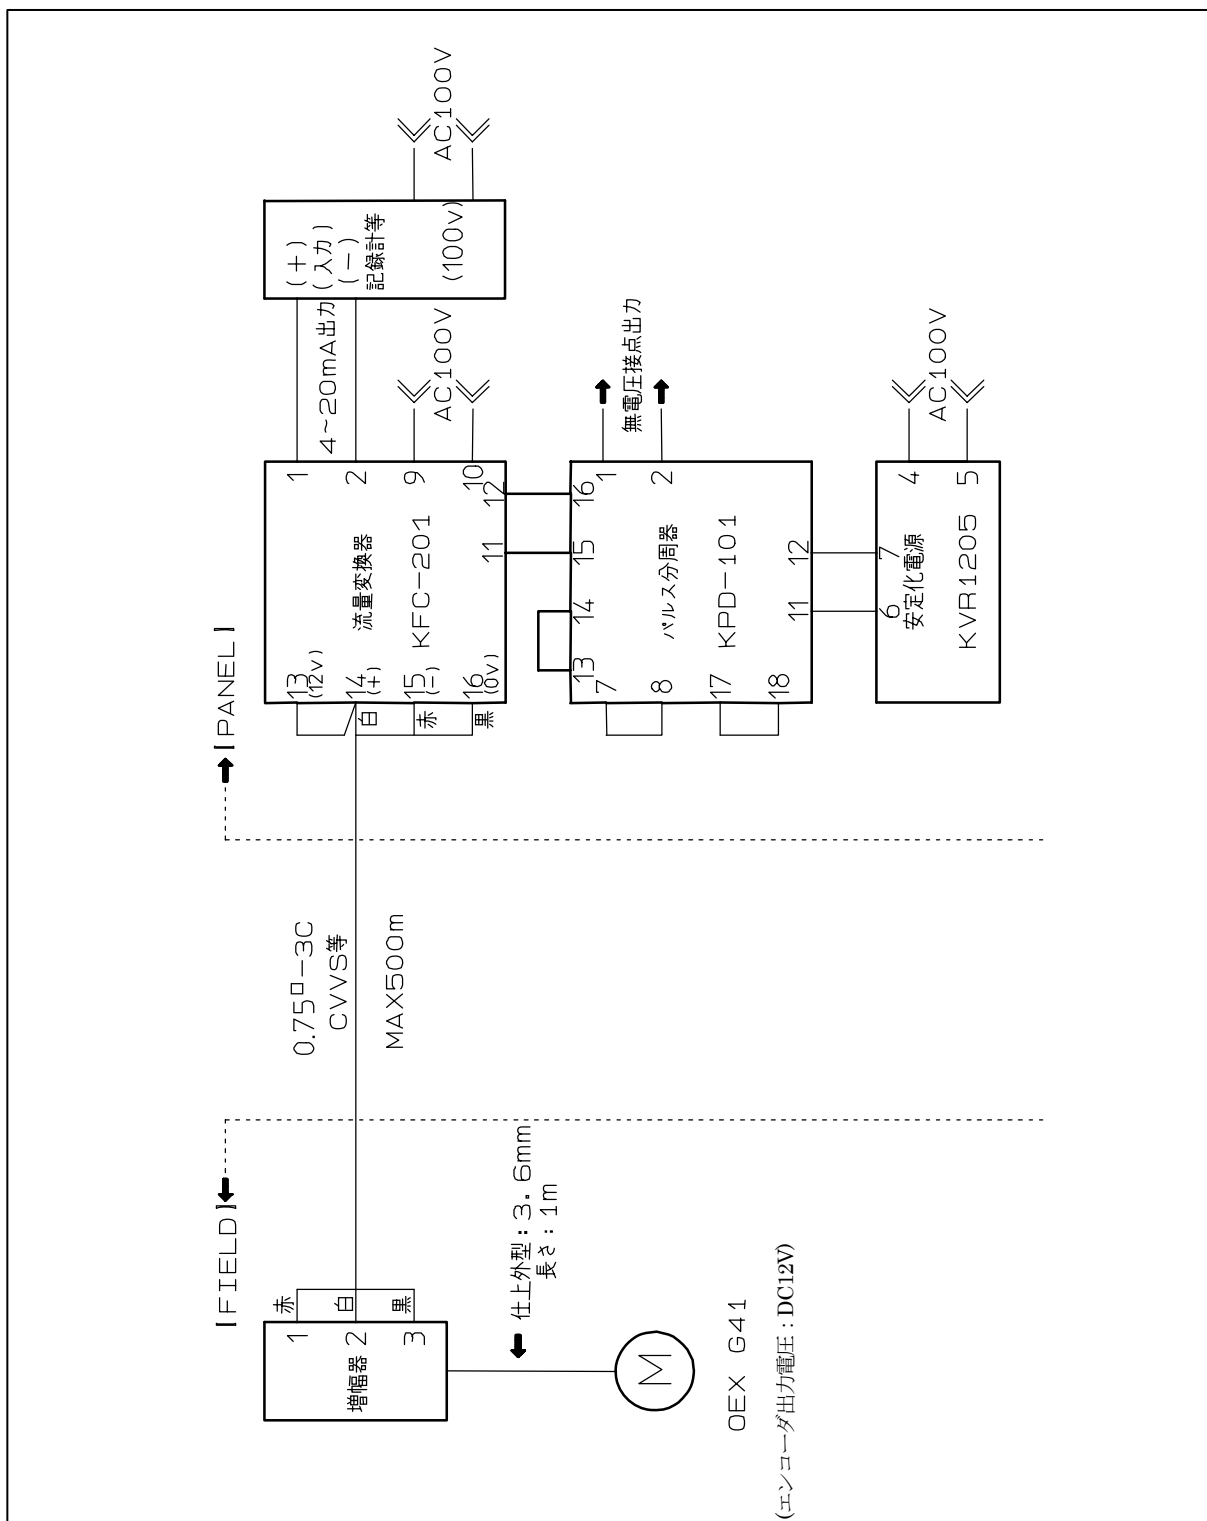 【FIELD】
【PANEL】
増幅器
1
2
3
赤
白
黒
0.75□-3C
CVVS等
MAX500m
仕上外型：3．6mm
長さ：1m
M
OEX G41
(エンコーダ出力電圧：DC12V)
13
(12V)
14
(+)
15
(-)
16
(0V)
白
赤
黒
流量変換器
KFC-201
1
2
9
10
11
12
4~20mA出力
AC100V
(+)
(入力)
(-)
記録計等
(100V)
AC100V
13
14
15
16
7
8
17
18
パルス分周器
KPD-101
1
2
11
12
無電圧接点出力
6
7
安定化電源
KVR1205
4
5
AC100V